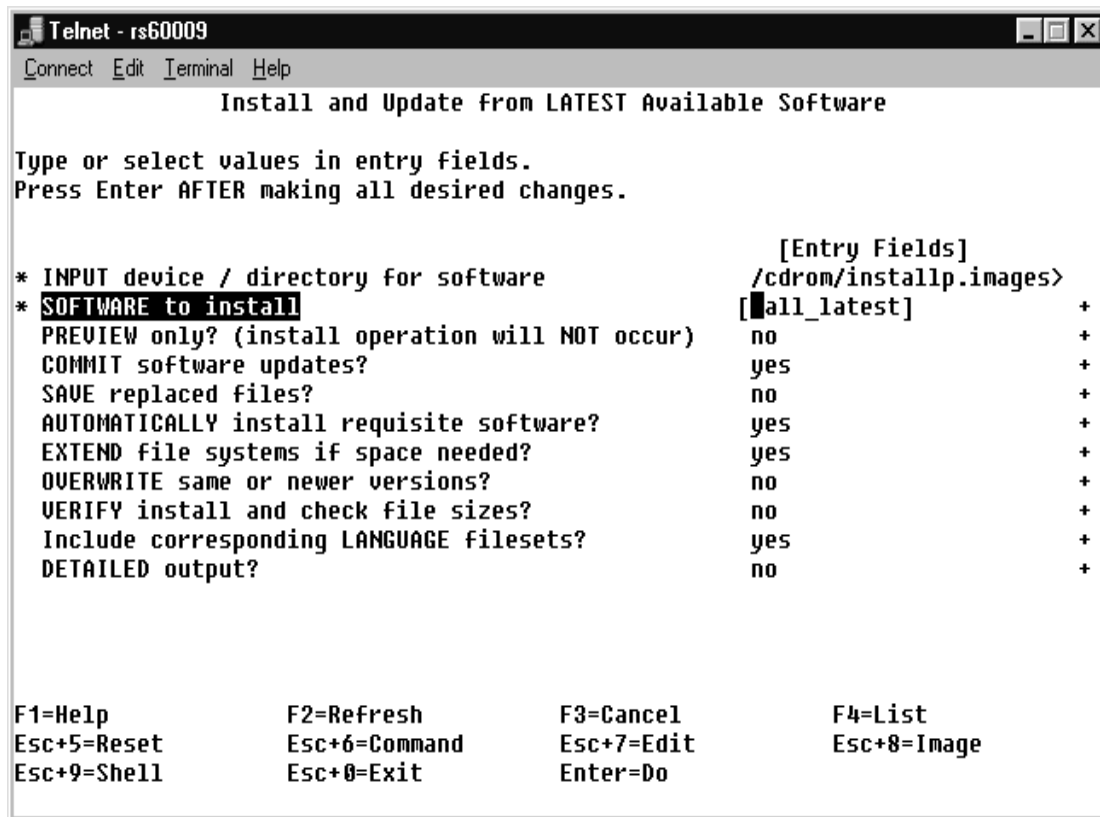 Telnet - rs60009
Connect Edit Terminal Help
Install and Update from LATEST Available Software
Type or select values in entry fields.
Press Enter AFTER making all desired changes.
[Entry Fields]
* INPUT device / directory for software /cdrom/installp.images>
* SOFTWARE to install [ all_latest] +
PREVIEW only? (install operation will NOT occur) no +
COMMIT software updates? yes +
SAVE replaced files? no +
AUTOMATICALLY install requisite software? yes +
EXTEND file systems if space needed? yes +
OVERWRITE same or newer versions? no +
VERIFY install and check file sizes? no +
Include corresponding LANGUAGE filesets? yes +
DETAILED output? no +
F1=Help F2=Refresh F3=Cancel F4=List
Esc+5=Reset Esc+6=Command Esc+7=Edit Esc+8=Image
Esc+9=Shell Esc+0=Exit Enter=Do